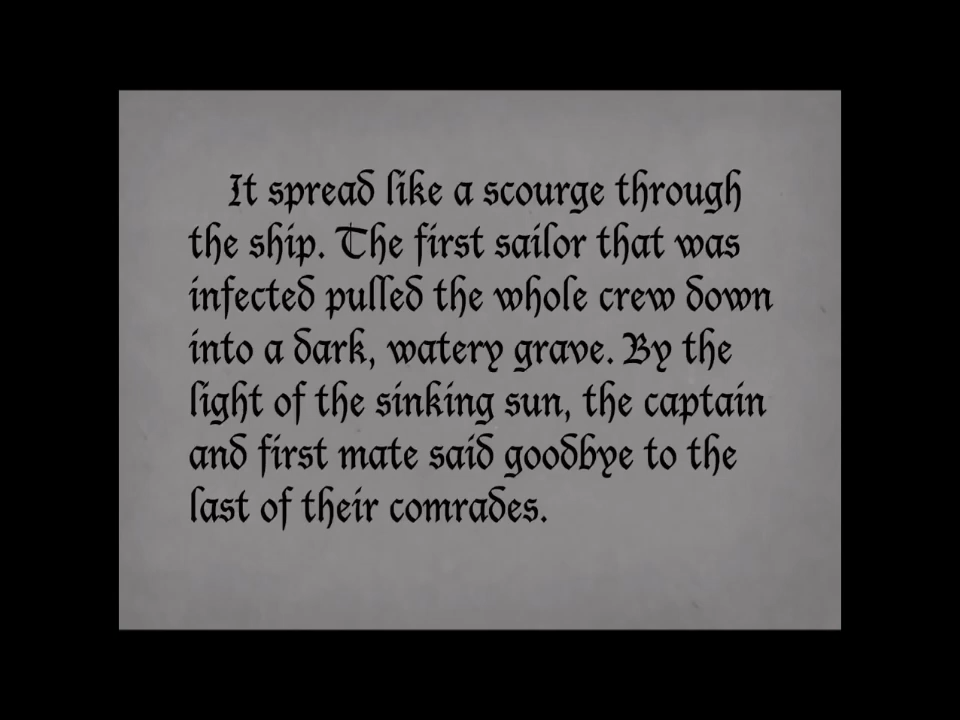 It spread like a scourge through
the ship. The first sailor that was
infected pulled the whole crew down
into a dark, watery grave. By the
light of the sinking sun, the captain
and first mate said goodbye to the
last of their comrades.